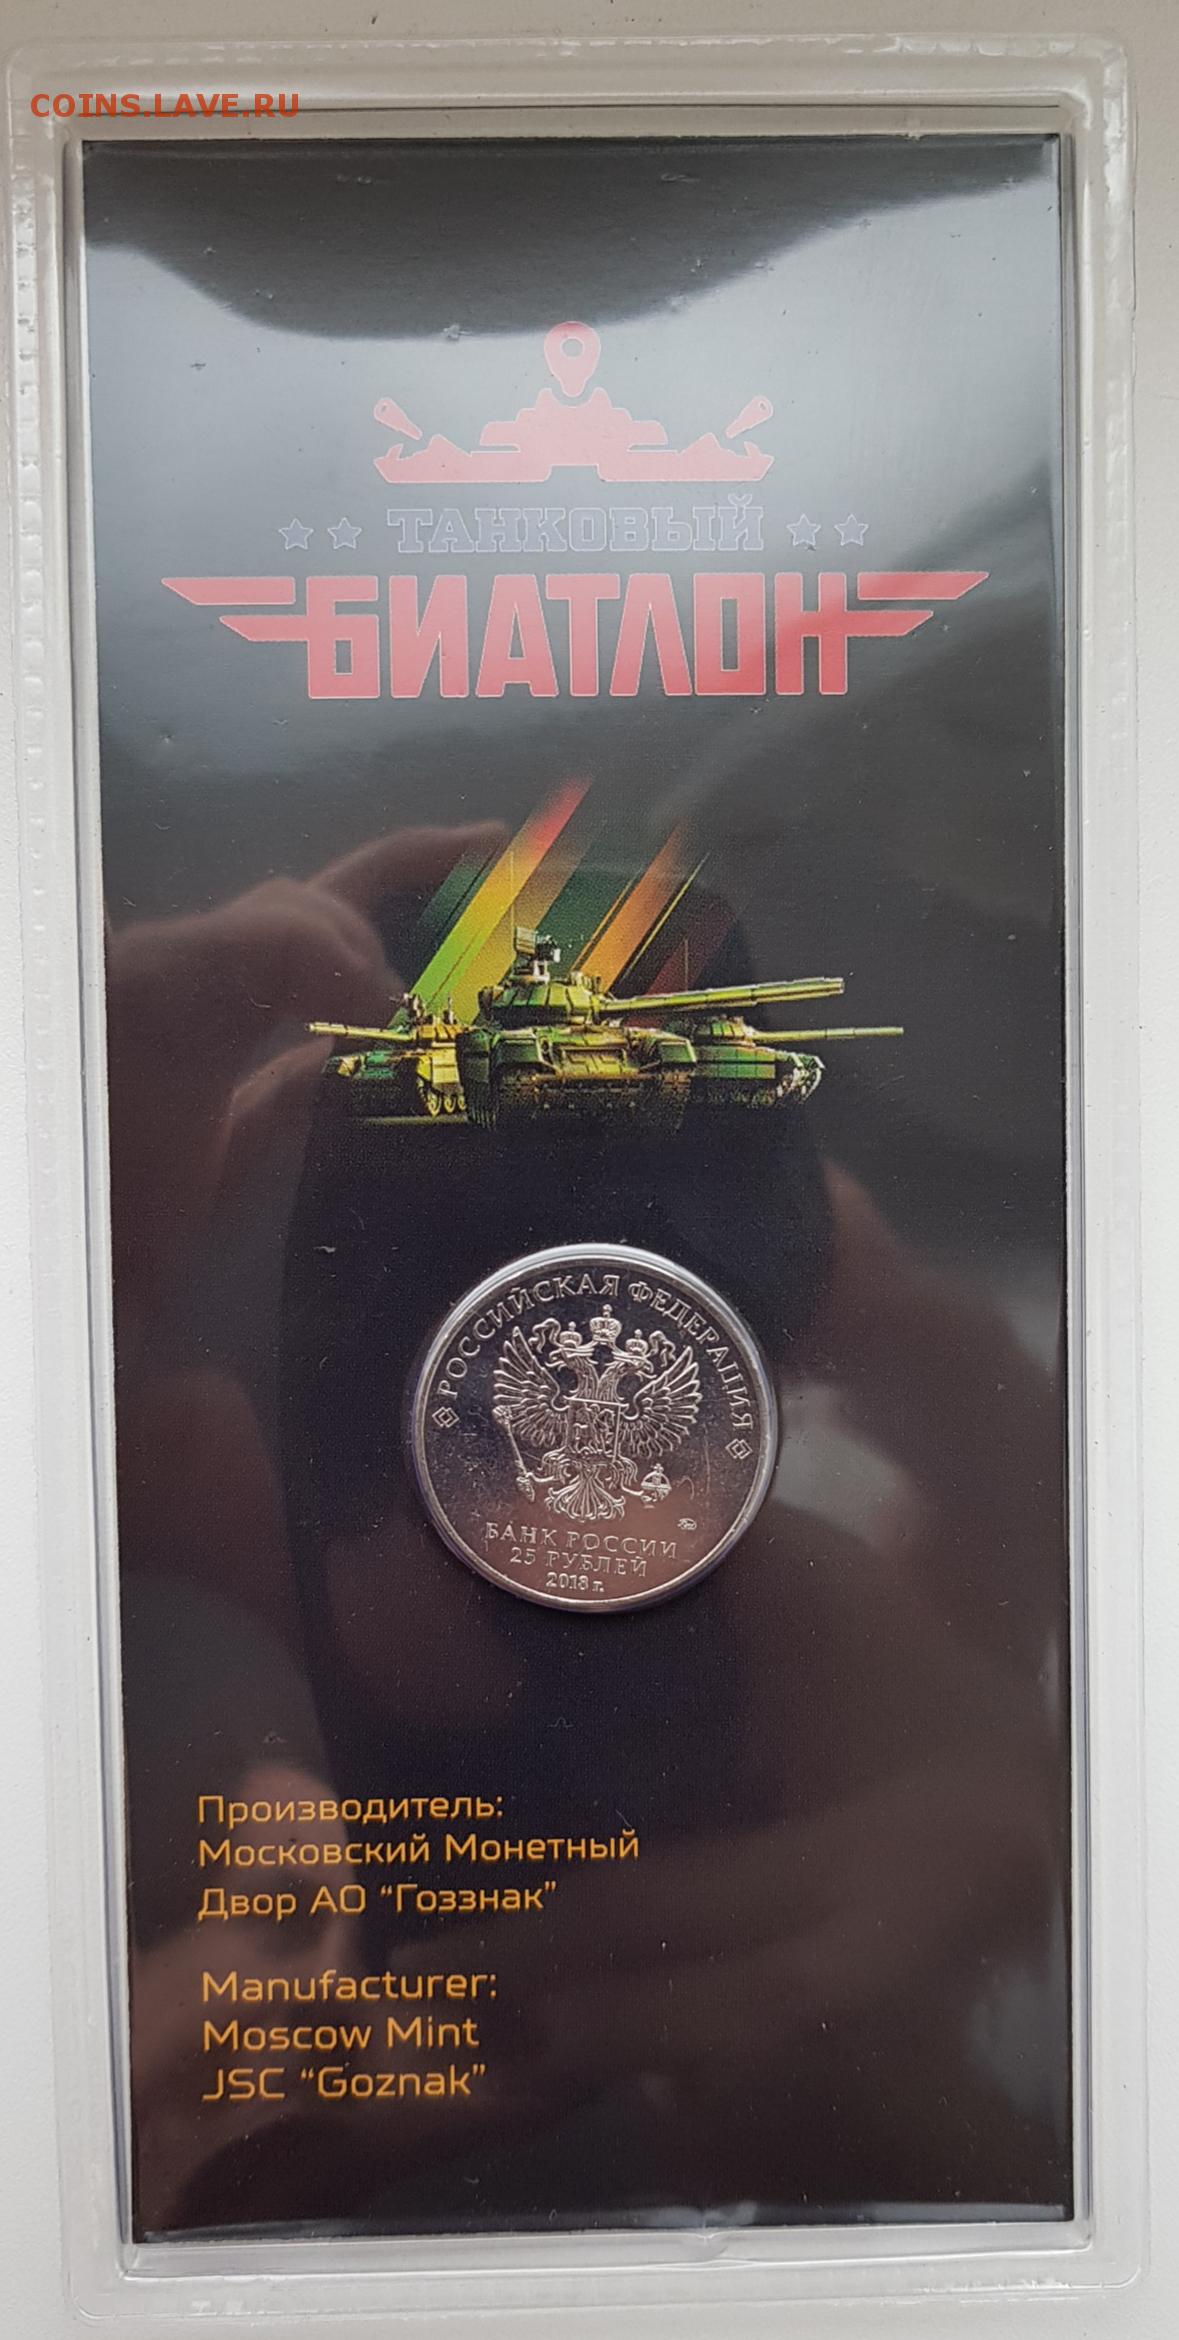 COINS.LAVE.RU
ТАНКОВЫЙ
БИАТЛОН
РОССИЙСКАЯ ФЕДЕРАЦИЯ
БАНК РОССИИ
25 РУБЛЕЙ
2018 г.
Производитель:
Московский Монетный
Двор АО “Гоззнак”
Manufacturer:
Moscow Mint
JSC “Goznak”